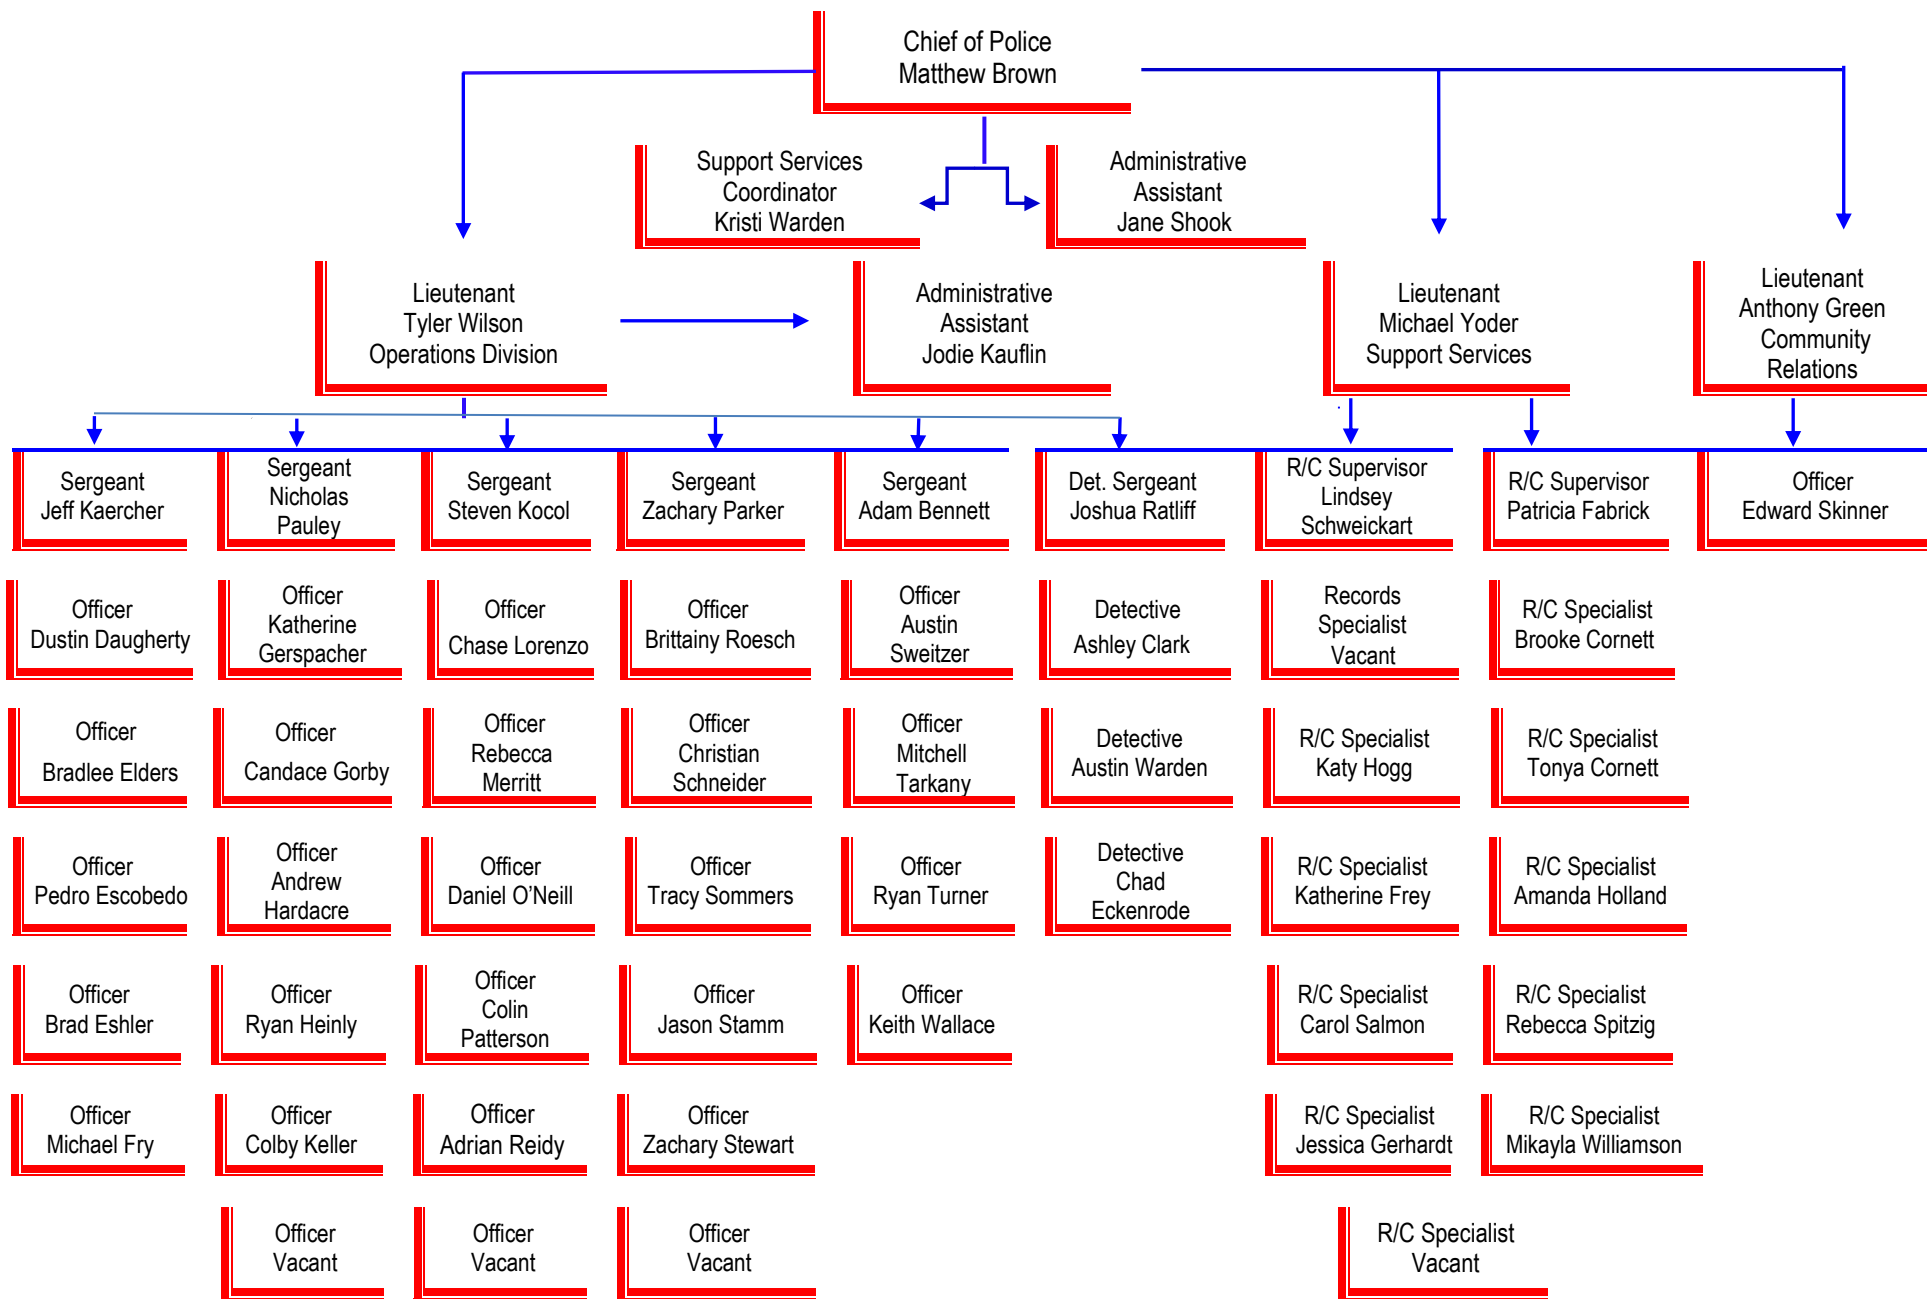 Chief of Police
Matthew Brown
Support Services
Coordinator
Kristi Warden
Administrative
Assistant
Jane Shook
Lieutenant
Tyler Wilson
Operations Division
Administrative
Assistant
Jodie Kauflin
Lieutenant
Michael Yoder
Support Services
Lieutenant
Anthony Green
Community
Relations
Sergeant
Jeff Kaercher
Sergeant
Nicholas
Pauley
Sergeant
Steven Kocol
Sergeant
Zachary Parker
Sergeant
Adam Bennett
Det. Sergeant
Joshua Ratliff
R/C Supervisor
Lindsey
Schweickart
R/C Supervisor
Patricia Fabrick
Officer
Edward Skinner
Officer
Dustin Daugherty
Officer
Katherine
Gerspacher
Officer
Chase Lorenzo
Officer
Brittainy Roesch
Officer
Austin
Sweitzer
Detective
Ashley Clark
Records
Specialist
Vacant
R/C Specialist
Brooke Cornett
Officer
Bradlee Elders
Officer
Candace Gorby
Officer
Rebecca
Merritt
Officer
Christian
Schneider
Officer
Mitchell
Tarkany
Detective
Austin Warden
R/C Specialist
Katy Hogg
R/C Specialist
Tonya Cornett
Officer
Pedro Escobedo
Officer
Andrew
Hardacre
Officer
Daniel O’Neill
Officer
Tracy Sommers
Officer
Ryan Turner
Detective
Chad
Eckenrode
R/C Specialist
Katherine Frey
R/C Specialist
Amanda Holland
Officer
Brad Eshler
Officer
Ryan Heinly
Officer
Colin
Patterson
Officer
Jason Stamm
Officer
Keith Wallace
R/C Specialist
Carol Salmon
R/C Specialist
Rebecca Spitzig
Officer
Michael Fry
Officer
Colby Keller
Officer
Adrian Reidy
Officer
Zachary Stewart
R/C Specialist
Jessica Gerhardt
R/C Specialist
Mikayla Williamson
Officer
Vacant
Officer
Vacant
Officer
Vacant
R/C Specialist
Vacant